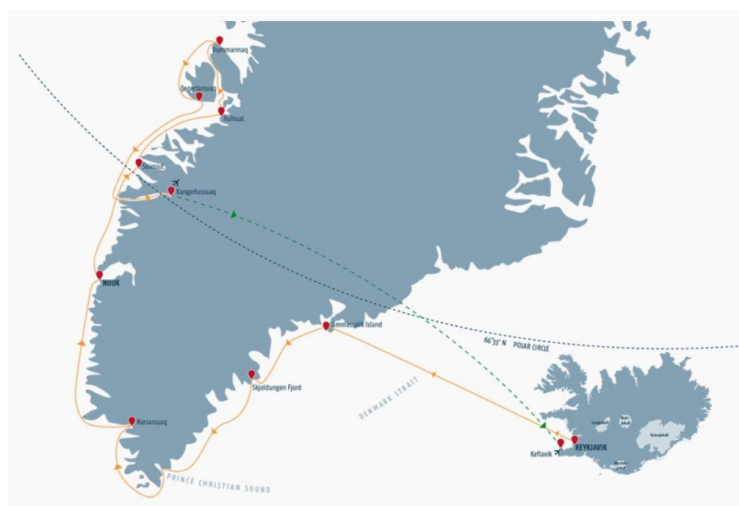 Uummannaq
Qeqertarsuaq
Ilulissat
Sisimiut
Kangerlussuaq
NUUK
Ammassalik Island
66°33" N POLAR CIRCLE
Skjoldungen Fjord
DENMARK STRAIT
Narsarsuaq
Keflavik
REYKJAVIK
PRINCE CHRISTIAN SOUND